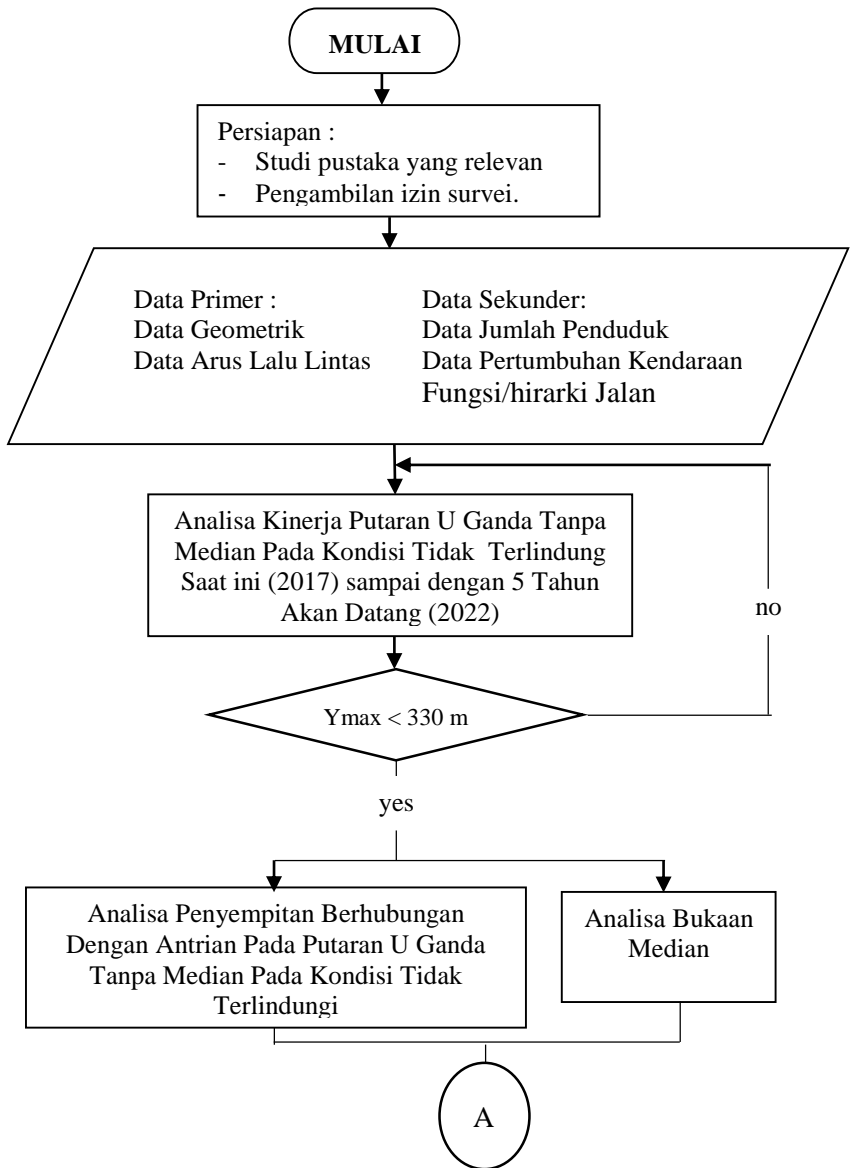 MULAI
Persiapan :
- Studi pustaka yang relevan
- Pengambilan izin survei.
Data Primer :
Data Geometrik
Data Arus Lalu Lintas
Data Sekunder:
Data Jumlah Penduduk
Data Pertumbuhan Kendaraan
Fungsi/hirarki Jalan
Analisa Kinerja Putaran U Ganda Tanpa
Median Pada Kondisi Tidak Terlindung
Saat ini (2017) sampai dengan 5 Tahun
Akan Datang (2022)
no
Ymax < 330 m
yes
Analisa Penyempitan Berhubungan
Dengan Antrian Pada Putaran U Ganda
Tanpa Median Pada Kondisi Tidak
Terlindungi
Analisa Bukaan
Median
A